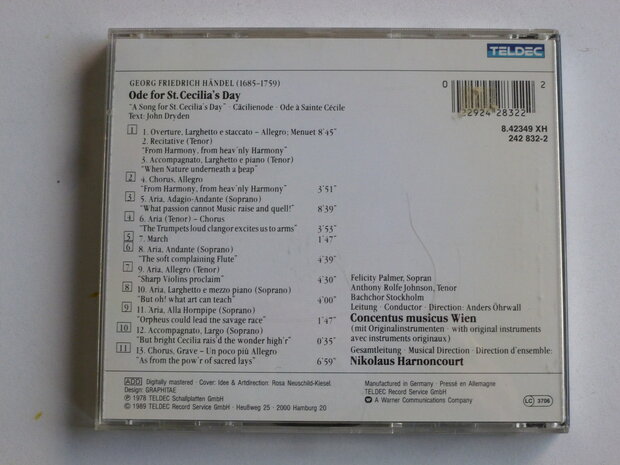 TELDEC
GEORG FRIEDRICH HÄNDEL (1685–1759)
Ode for St. Cecilia's Day
"A Song for St. Cecilia's Day" · Cäcilienode · Ode à Sainte Cécile
Text: John Dryden
0 22924 28322 2
8.42349 XH
242 832-2
1 1. Overture, Larghetto e staccato – Allegro; Menuet 8'45"
2. Recitative (Tenor)
"From Harmony, from heav'nly Harmony"
3. Accompagnato, Larghetto e piano (Tenor)
"When Nature underneath a heap"
2 4. Chorus, Allegro
"From Harmony, from heav'nly Harmony" 3'51"
3 5. Aria, Adagio-Andante (Soprano)
"What passion cannot Music raise and quell!" 8'39"
4 6. Aria (Tenor) – Chorus
"The Trumpets loud clangor excites us to arms" 3'53"
5 7. March 1'47"
6 8. Aria, Andante (Soprano)
"The soft complaining Flute" 4'39"
7 9. Aria, Allegro (Tenor)
"Sharp Violins proclaim" 4'30"
8 10. Aria, Larghetto e mezzo piano (Soprano)
"But oh! what art can teach" 4'00"
9 11. Aria, Alla Hornpipe (Soprano)
"Orpheus could lead the savage race" 1'47"
10 12. Accompagnato, Largo (Soprano)
"But bright Cecilia rais'd the wonder high'r" 0'35"
11 13. Chorus, Grave – Un poco più Allegro
"As from the pow'r of sacred lays" 6'59"
Felicity Palmer, Sopran
Anthony Rolfe Johnson, Tenor
Bachchor Stockholm
Leitung · Conductor · Direction: Anders Öhrwall
Concentus musicus Wien
(mit Originalinstrumenten · with original instruments
avec instruments originaux)
Gesamtleitung · Musical Direction · Direction d'ensemble:
Nikolaus Harnoncourt
ADD Digitally mastered · Cover: Idee & Artdirection: Rosa Neuschild-Kiesel.
Design: GRAPHITAE
℗ 1978 TELDEC Schallplatten GmbH
© 1989 TELDEC Record Service GmbH · Heußweg 25 · 2000 Hamburg 20
Manufactured in Germany · Pressé en Allemagne
TELDEC Record Service GmbH
A Warner Communications Company
LC 3706